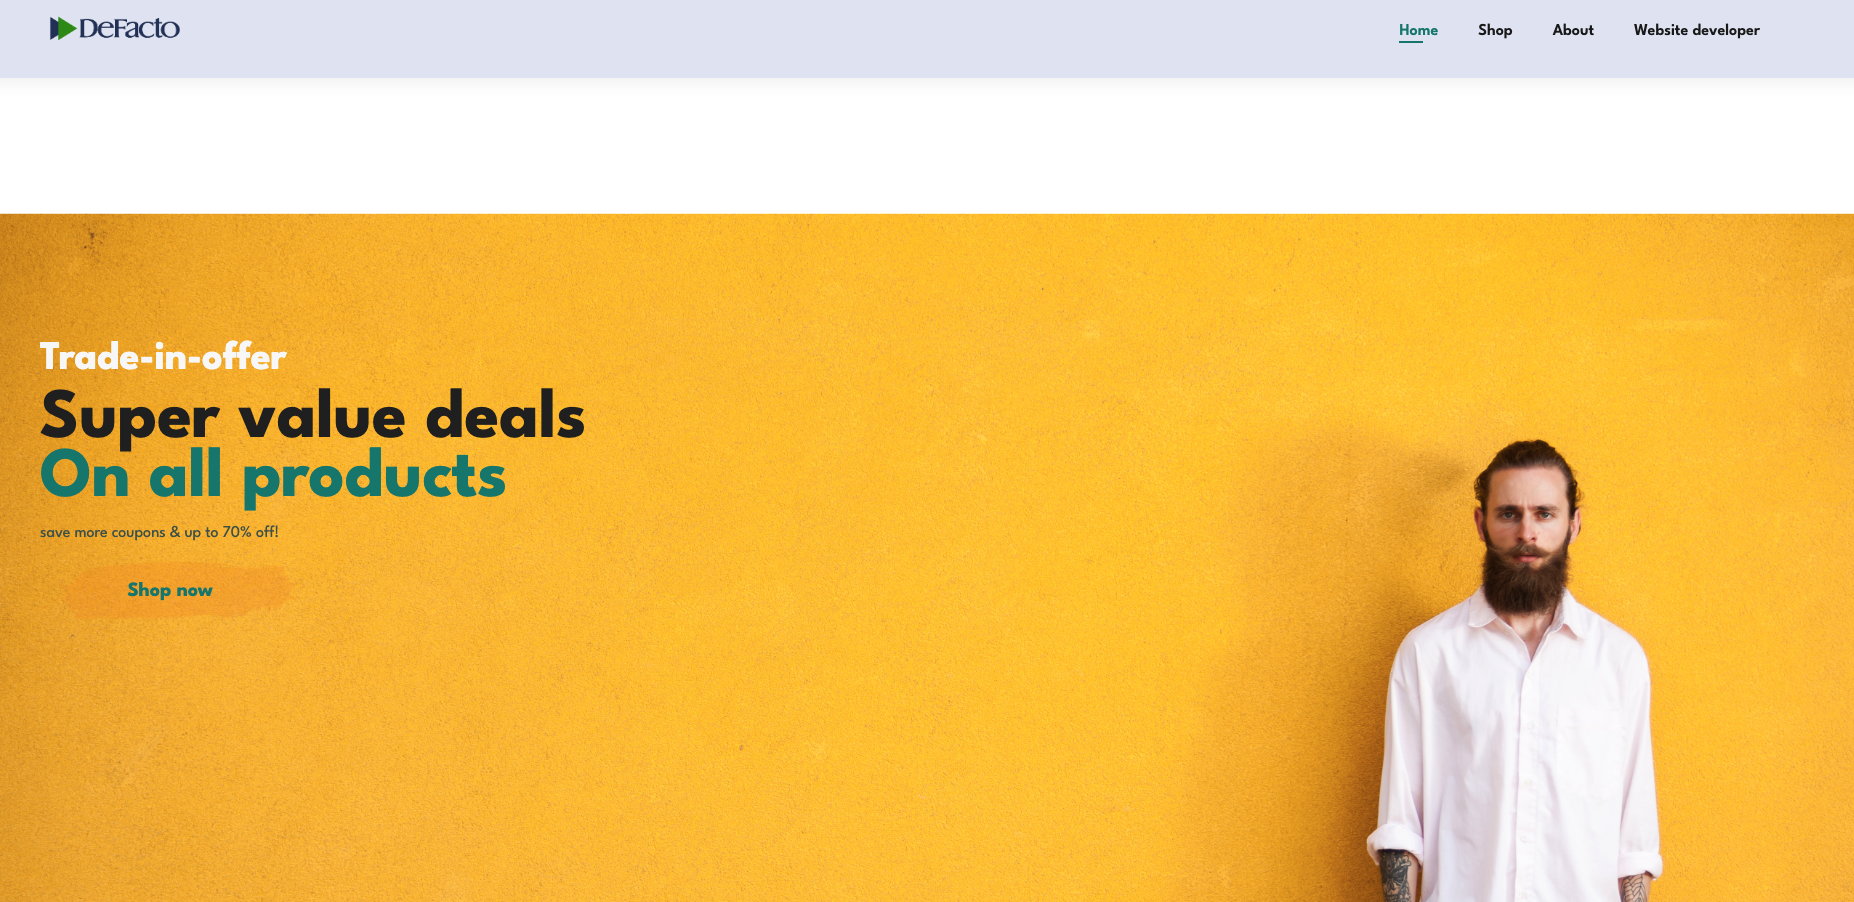 DeFacto
Home Shop About Website developer
Trade-in-offer
Super value deals
On all products
save more coupons & up to 70% off!
Shop now